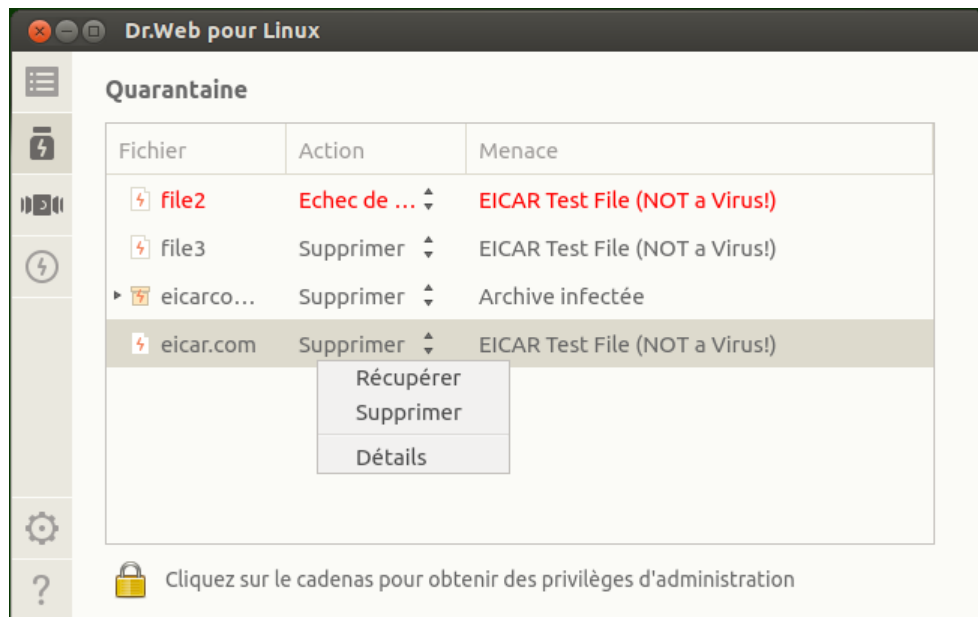 Dr.Web pour Linux
Quarantaine
Fichier Action Menace
file2 Echec de ... EICAR Test File (NOT a Virus!)
file3 Supprimer EICAR Test File (NOT a Virus!)
eicarco... Supprimer Archive infectée
eicar.com Supprimer EICAR Test File (NOT a Virus!)
Récupérer
Supprimer
Détails
Cliquez sur le cadenas pour obtenir des privilèges d'administration
?